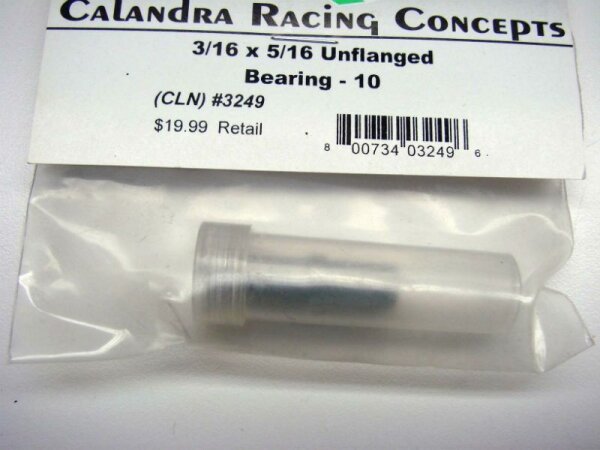 Calandra Racing Concepts
3/16 x 5/16 Unflanged
Bearing - 10
(CLN) #3249
$19.99 Retail
8 00734 03249 6